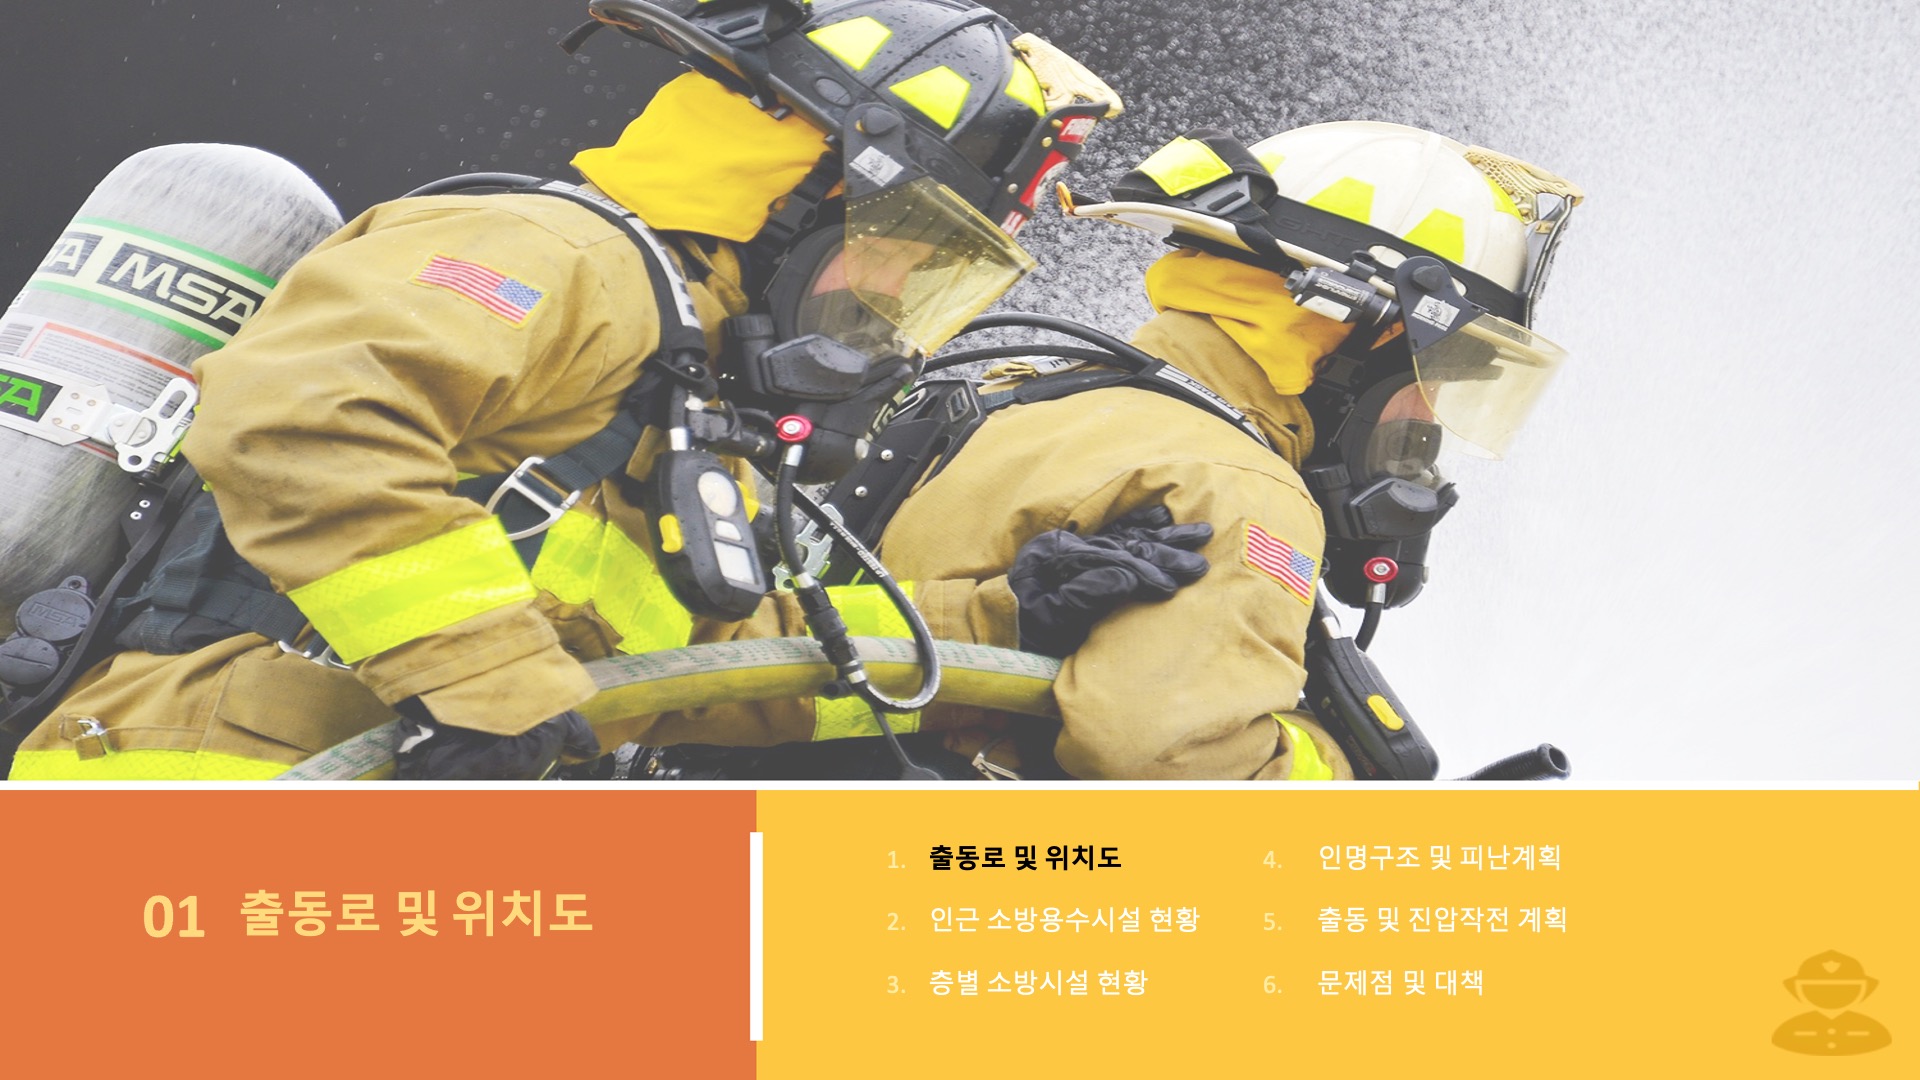 MSA
01 출동로 및 위치도
1. 출동로 및 위치도
2. 인근 소방용수시설 현황
3. 층별 소방시설 현황
4. 인명구조 및 피난계획
5. 출동 및 진압작전 계획
6. 문제점 및 대책